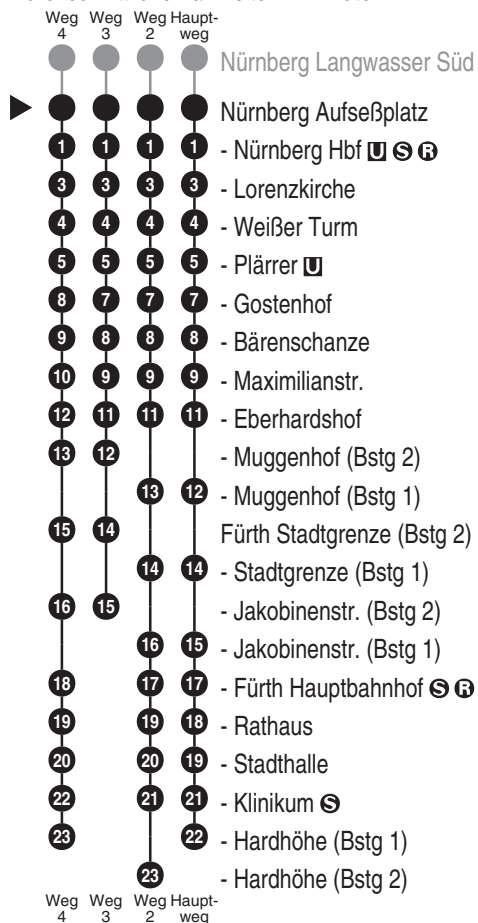 Weg Weg Weg Haupt-
4 3 2 weg
Nürnberg Langwasser Süd
Nürnberg Aufseßplatz
1 1 1 1 - Nürnberg Hbf U S R
3 3 3 3 - Lorenzkirche
4 4 4 4 - Weißer Turm
5 5 5 5 - Plärrer U
8 7 7 7 - Gostenhof
9 8 8 8 - Bärenschanze
10 9 9 9 - Maximilianstr.
12 11 11 11 - Eberhardshof
13 12 - Muggenhof (Bstg 2)
13 12 - Muggenhof (Bstg 1)
15 14 Fürth Stadtgrenze (Bstg 2)
14 14 - Stadtgrenze (Bstg 1)
16 15 - Jakobinenstr. (Bstg 2)
16 15 - Jakobinenstr. (Bstg 1)
18 17 17 - Fürth Hauptbahnhof S R
19 19 18 - Rathaus
20 20 19 - Stadthalle
22 21 21 - Klinikum S
23 22 - Hardhöhe (Bstg 1)
23 - Hardhöhe (Bstg 2)
Weg Weg Weg Haupt-
4 3 2 weg